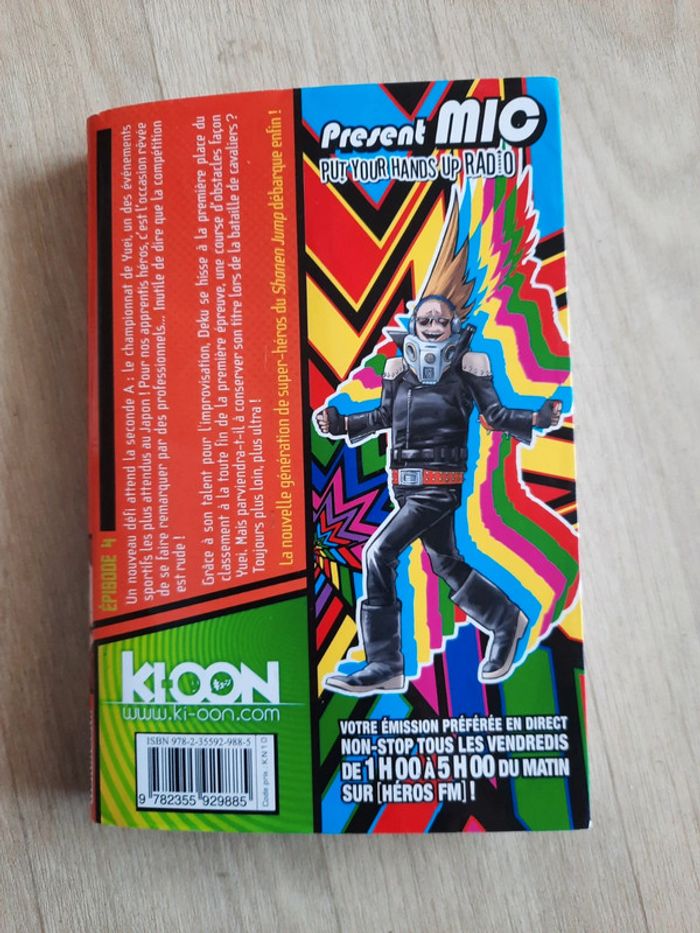 ÉPISODE 4
Un nouveau défi attend la seconde A : le championnat de Yuei, un des événements
sportifs les plus attendus au Japon ! Pour nos apprentis héros, c'est l'occasion rêvée
de se faire remarquer par des professionnels... Inutile de dire que la compétition
est rude !
Grâce à son talent pour l'improvisation, Deku se hisse à la première place du
classement à la toute fin de la première épreuve, une course d'obstacles façon
Yuei. Mais parviendra-t-il à conserver son titre lors de la bataille de cavaliers ?
Toujours plus loin, plus ultra !
La nouvelle génération de super-héros du Shonen Jump débarque enfin !
KI-OON
www.ki-oon.com
ISBN 978-2-35592-988-5
9 782355 929885
Code prix : KN10
Present MIC
PUT YOUR HANDS UP RADIO
VOTRE ÉMISSION PRÉFÉRÉE EN DIRECT
NON-STOP TOUS LES VENDREDIS
DE 1H00 À 5H00 DU MATIN
SUR [HÉROS FM] !